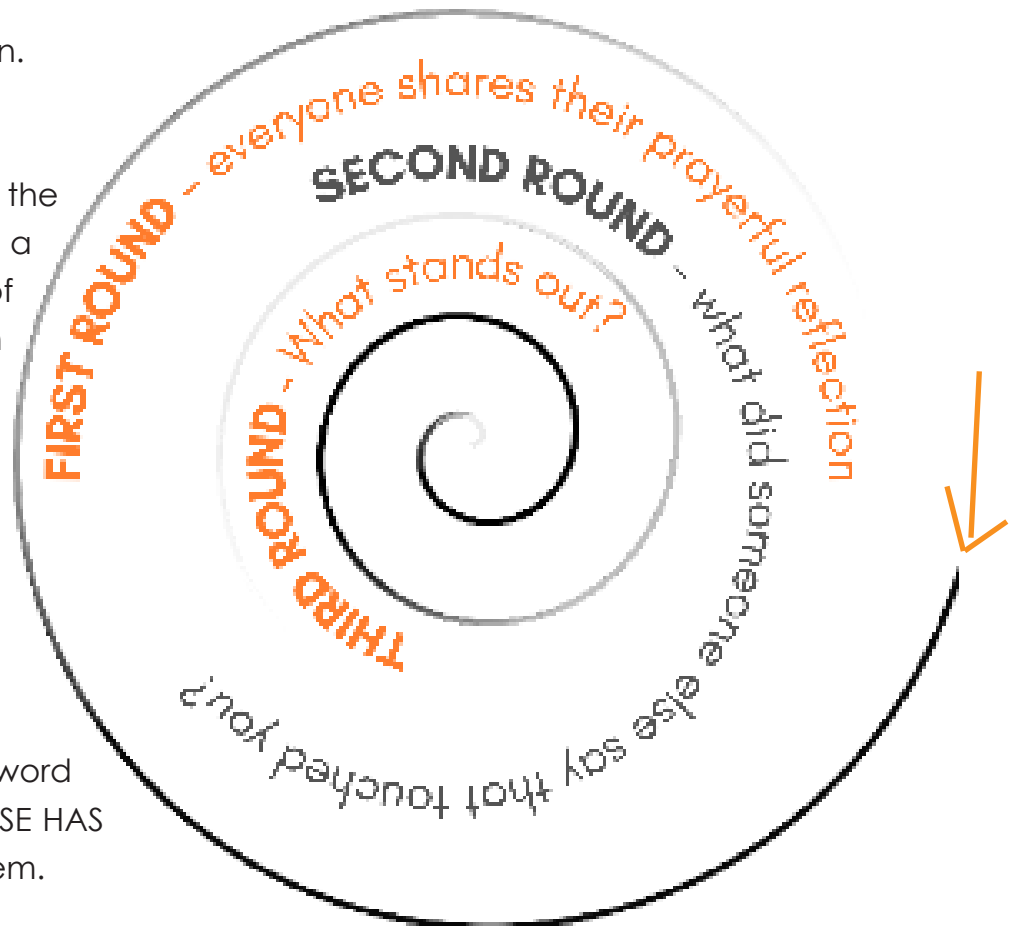 n.
the
a
of
word
SE HAS
em.
FIRST ROUND - everyone shares their prayerful reflection
SECOND ROUND - what did someone else say that touched you?
THIRD ROUND - What stands out?